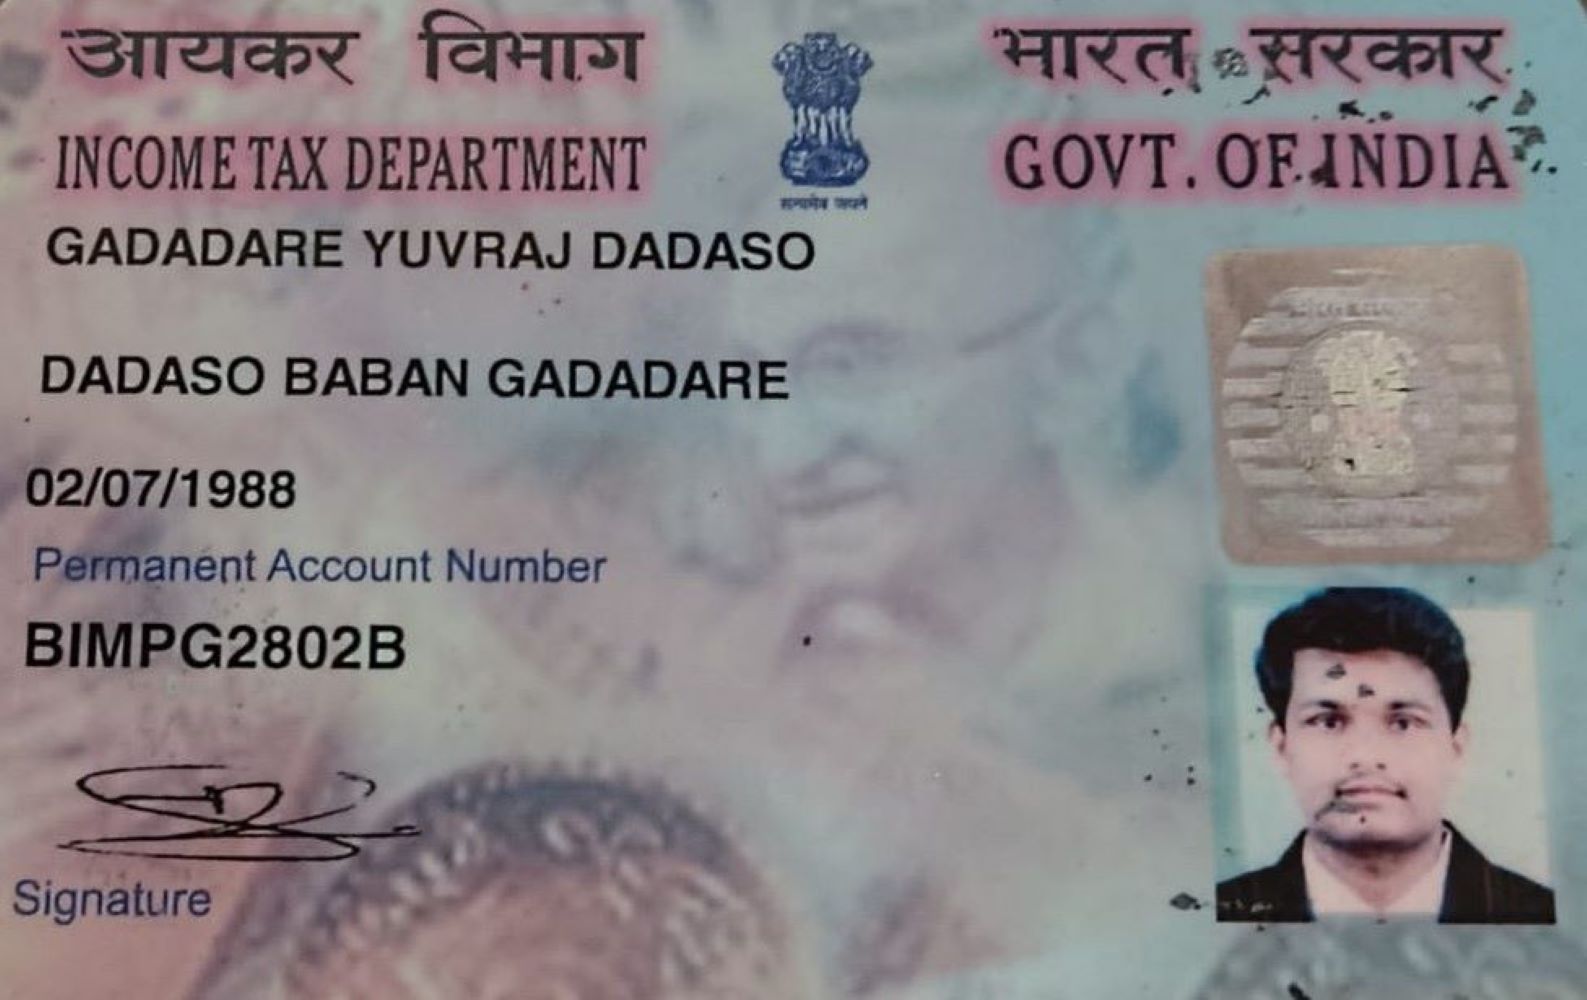 आयकर विभाग
INCOME TAX DEPARTMENT
भारत सरकार
GOVT. OF INDIA
सत्यमेव जयते
GADADARE YUVRAJ DADASO
DADASO BABAN GADADARE
02/07/1988
Permanent Account Number
BIMPG2802B
Signature